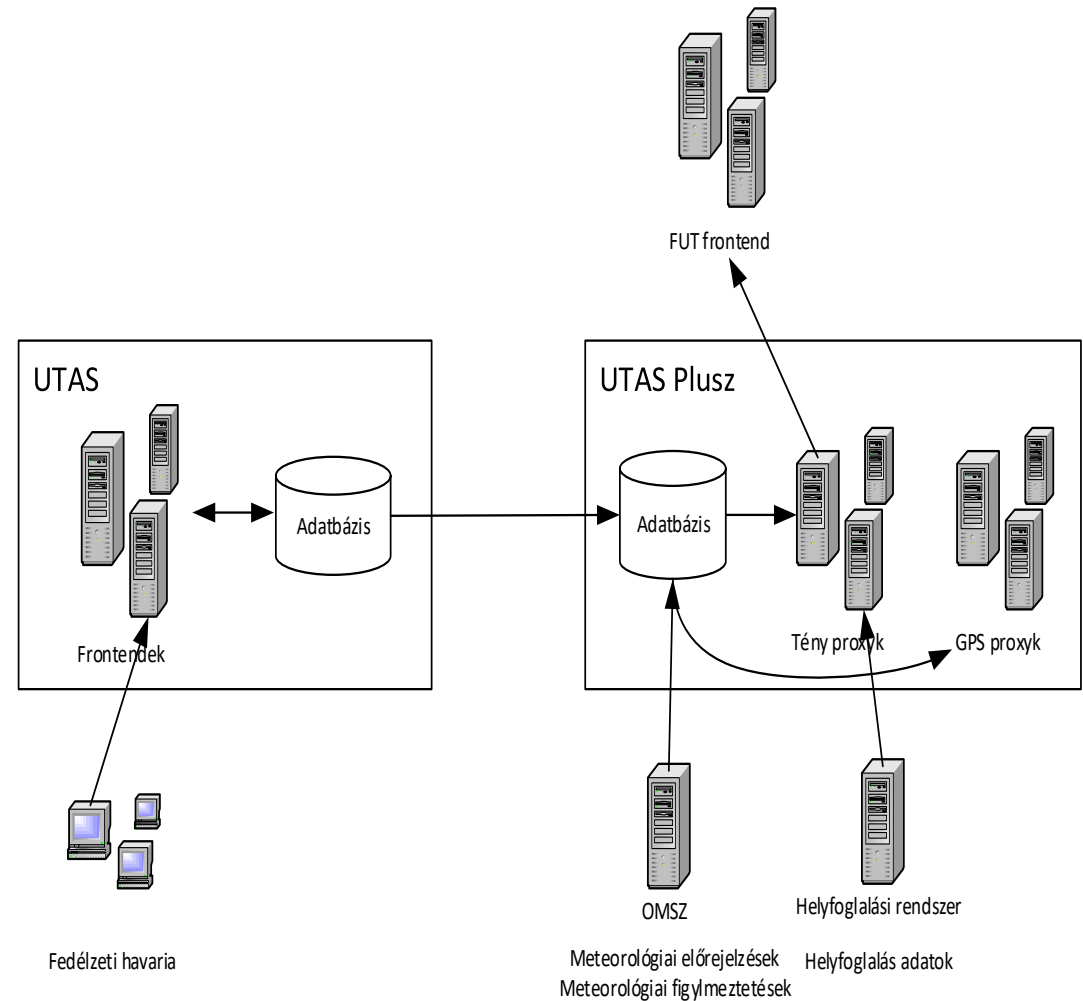 FUT frontend
UTAS
UTAS Plusz
Adatbázis
Adatbázis
Frontendek
Tény proxyk
GPS proxyk
OMSZ
Helyfoglalási rendszer
Fedélzeti havaria
Meteorológiai előrejelzések
Meteorológiai figylmeztetések
Helyfoglalás adatok